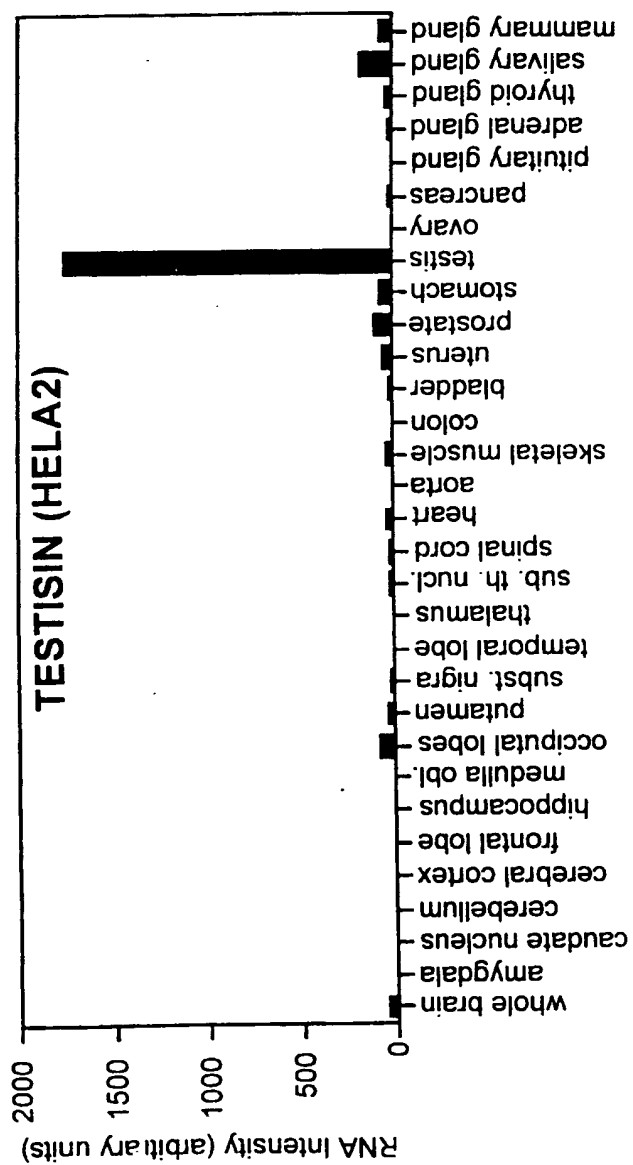 TESTISIN (HELA2)
RNA Intensity (arbitrary units)
2000
1500
1000
500
0
whole brain
amygdala
caudate nucleus
cerebellum
cerebral cortex
frontal lobe
hippocampus
medulla obl.
occiputal lobes
putamen
subst. nigra
temporal lobe
thalamus
sub. th. nucl.
spinal cord
heart
aorta
skeletal muscle
colon
bladder
uterus
prostate
stomach
testis
ovary
pancreas
pituitary gland
adrenal gland
thyroid gland
salivary gland
mammary gland